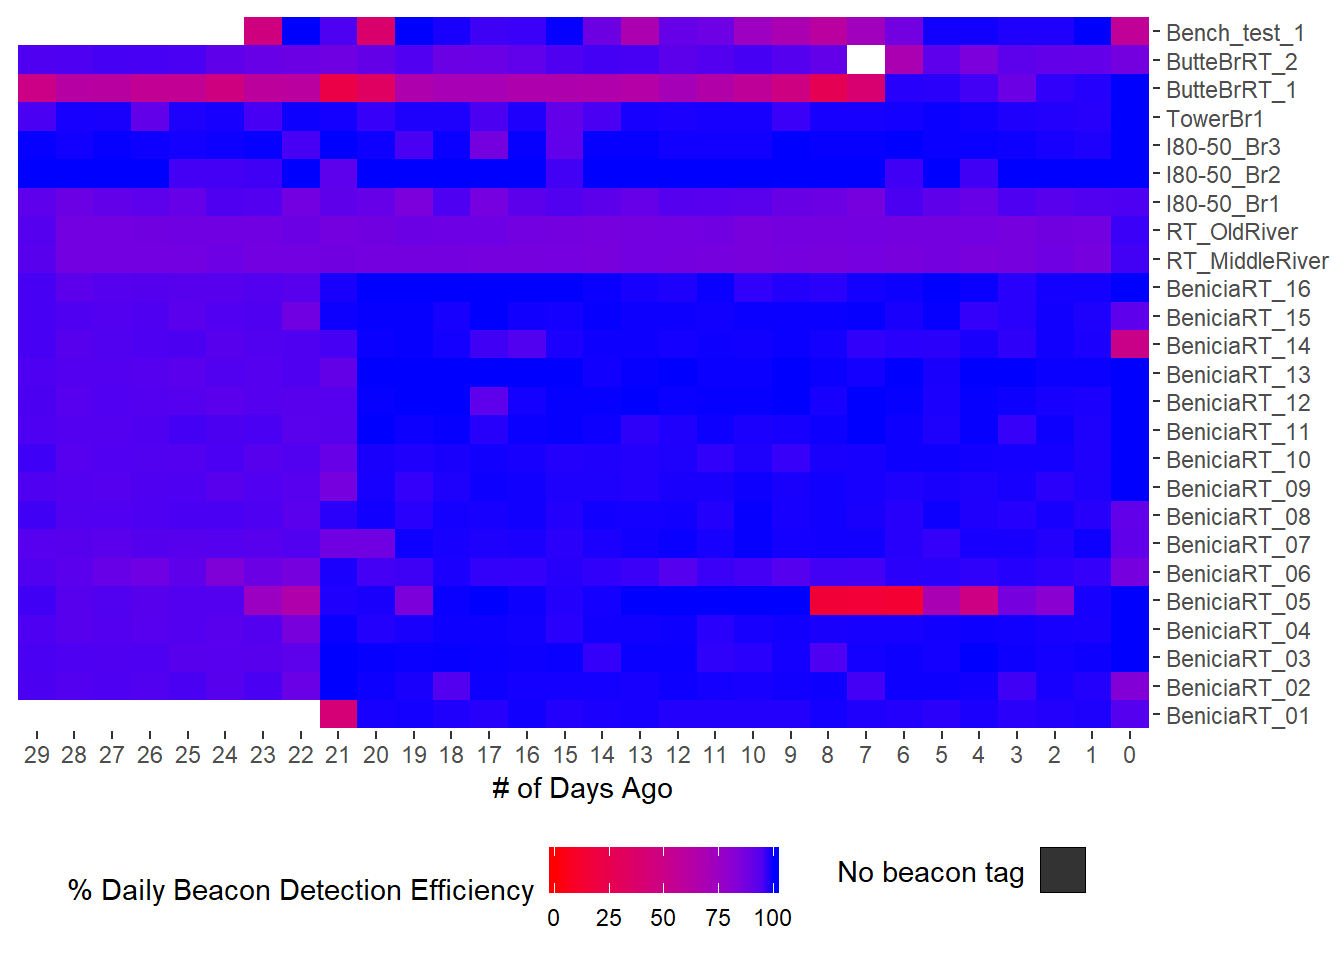 Bench_test_1
ButteBrRT_2
ButteBrRT_1
TowerBr1
I80-50_Br3
I80-50_Br2
I80-50_Br1
RT_OldRiver
RT_MiddleRiver
BeniciaRT_16
BeniciaRT_15
BeniciaRT_14
BeniciaRT_13
BeniciaRT_12
BeniciaRT_11
BeniciaRT_10
BeniciaRT_09
BeniciaRT_08
BeniciaRT_07
BeniciaRT_06
BeniciaRT_05
BeniciaRT_04
BeniciaRT_03
BeniciaRT_02
BeniciaRT_01
29 28 27 26 25 24 23 22 21 20 19 18 17 16 15 14 13 12 11 10 9 8 7 6 5 4 3 2 1 0
# of Days Ago
% Daily Beacon Detection Efficiency
0 25 50 75 100
No beacon tag